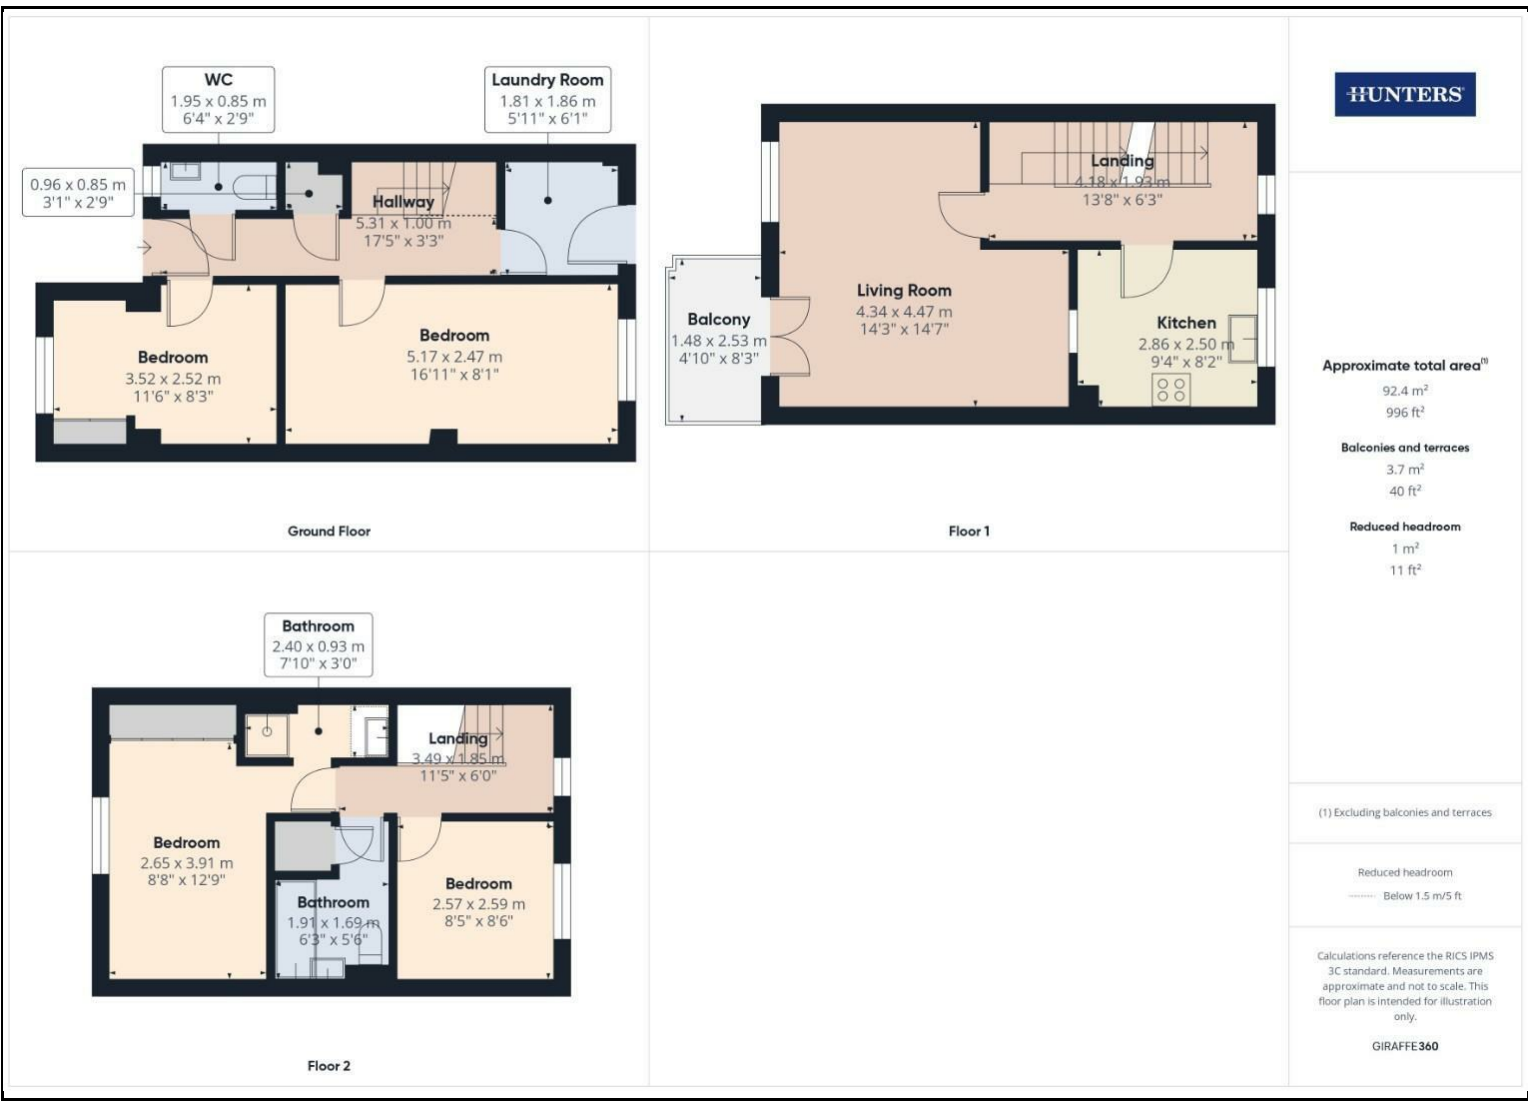 WC
1.95 x 0.85 m
6'4" x 2'9"
Laundry Room
1.81 x 1.86 m
5'11" x 6'1"
0.96 x 0.85 m
3'1" x 2'9"
Hallway
5.31 x 1.00 m
17'5" x 3'3"
Bedroom
3.52 x 2.52 m
11'6" x 8'3"
Bedroom
5.17 x 2.47 m
16'11" x 8'1"
Ground Floor
Landing
4.18 x 1.93 m
13'8" x 6'3"
Living Room
4.34 x 4.47 m
14'3" x 14'7"
Balcony
1.48 x 2.53 m
4'10" x 8'3"
Kitchen
2.86 x 2.50 m
9'4" x 8'2"
Floor 1
Bathroom
2.40 x 0.93 m
7'10" x 3'0"
Landing
3.49 x 1.85 m
11'5" x 6'0"
Bedroom
2.65 x 3.91 m
8'8" x 12'9"
Bathroom
1.91 x 1.69 m
6'3" x 5'6"
Bedroom
2.57 x 2.59 m
8'5" x 8'6"
Floor 2
HUNTERS
Approximate total area(1)
92.4 m²
996 ft²
Balconies and terraces
3.7 m²
40 ft²
Reduced headroom
1 m²
11 ft²
(1) Excluding balconies and terraces
Reduced headroom
Below 1.5 m/5 ft
Calculations reference the RICS IPMS
3C standard. Measurements are
approximate and not to scale. This
floor plan is intended for illustration
only.
GIRAFFE360